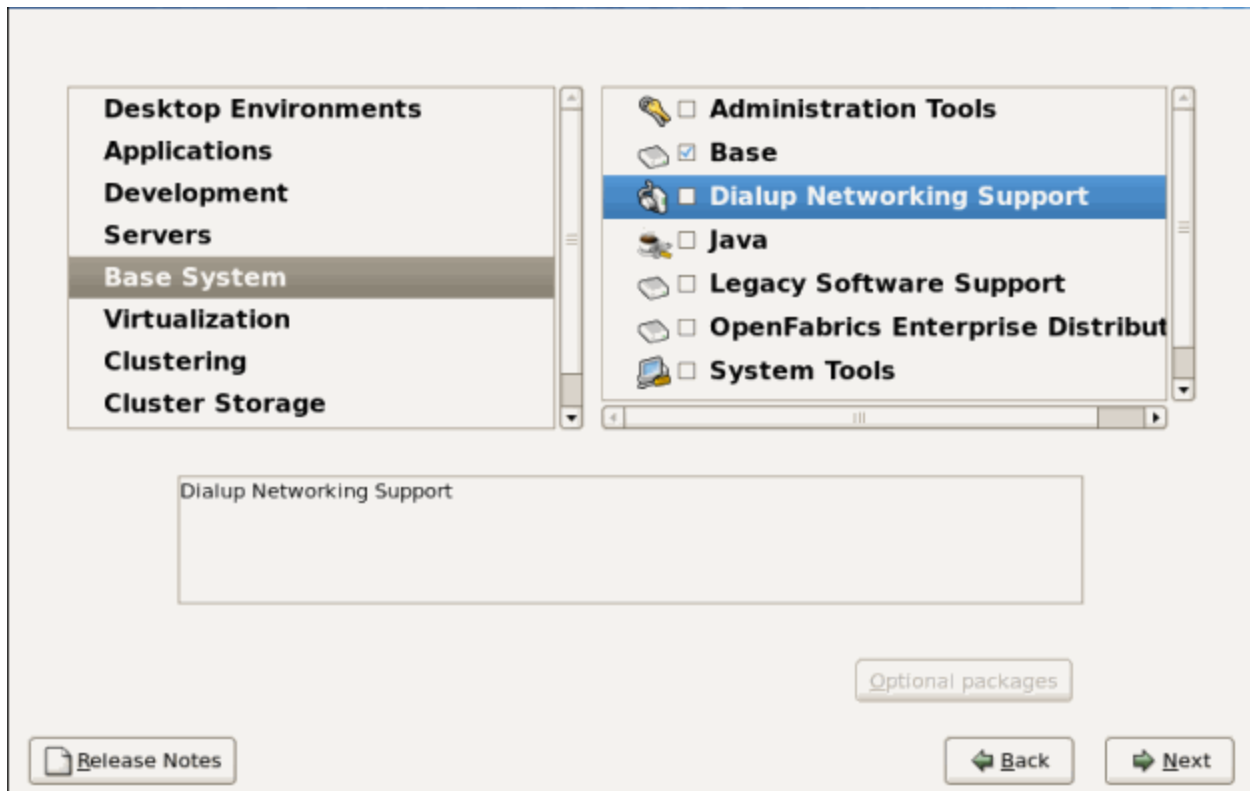 Desktop Environments
Applications
Development
Servers
Base System
Virtualization
Clustering
Cluster Storage
Administration Tools
Base
Dialup Networking Support
Java
Legacy Software Support
OpenFabrics Enterprise Distribut
System Tools
Dialup Networking Support
Optional packages
Release Notes
Back
Next